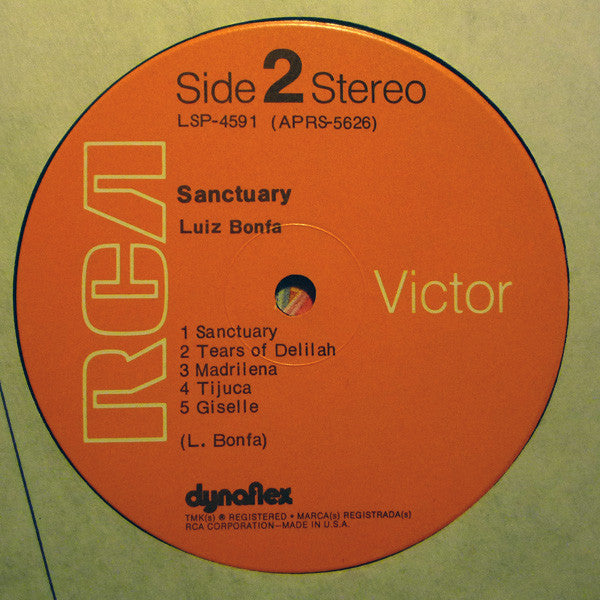 Side 2 Stereo
LSP-4591 (APRS-5626)
Sanctuary
Luiz Bonfa
RCA
Victor
1 Sanctuary
2 Tears of Delilah
3 Madrilena
4 Tijuca
5 Giselle
(L. Bonfa)
dynaflex
TMK(s) ® REGISTERED • MARCA(s) REGISTRADA(s)
RCA CORPORATION—MADE IN U.S.A.